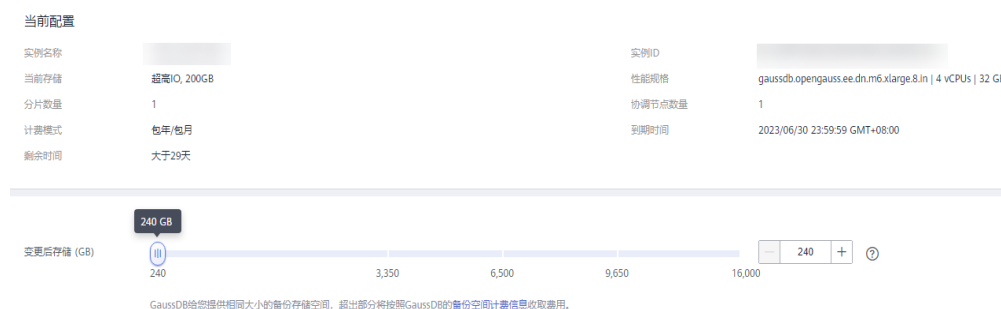 当前配置
实例名称
实例ID
当前存储 超高IO, 200GB
性能规格 gaussdb.opengauss.ee.dn.m6.xlarge.8.in | 4 vCPUs | 32 GB
分片数量 1
协调节点数量 1
计费模式 包年/包月
到期时间 2023/06/30 23:59:59 GMT+08:00
剩余时间 大于29天
240 GB
变更后存储 (GB)
240
240 3,350 6,500 9,650 16,000
GaussDB给您提供相同大小的备份存储空间，超出部分将按照GaussDB的备份空间计费信息收取费用。